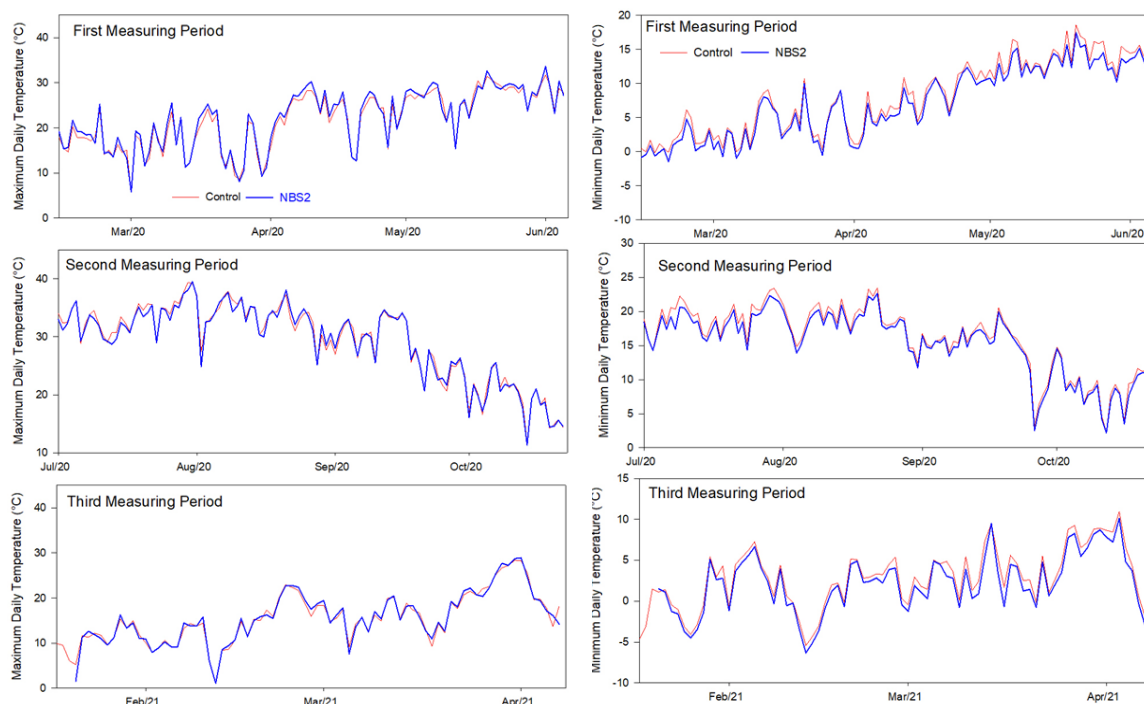 First Measuring Period
Maximum Daily Temperature (°C)
40
30
20
10
0
Control NBS2
Mar/20 Apr/20 May/20 Jun/20
First Measuring Period
Minimum Daily Temperature (°C)
20
15
10
5
0
-5
-10
Control NBS2
Mar/20 Apr/20 May/20 Jun/20
Second Measuring Period
Maximum Daily Temperature (°C)
40
30
20
10
Jul/20 Aug/20 Sep/20 Oct/20
Second Measuring Period
Minimum Daily Temperature (°C)
30
25
20
15
10
5
0
Jul/20 Aug/20 Sep/20 Oct/20
Third Measuring Period
Maximum Daily Temperature (°C)
40
30
20
10
0
Feb/21 Mar/21 Apr/21
Third Measuring Period
Minimum Daily Temperature (°C)
15
10
5
0
-5
-10
Feb/21 Mar/21 Apr/21